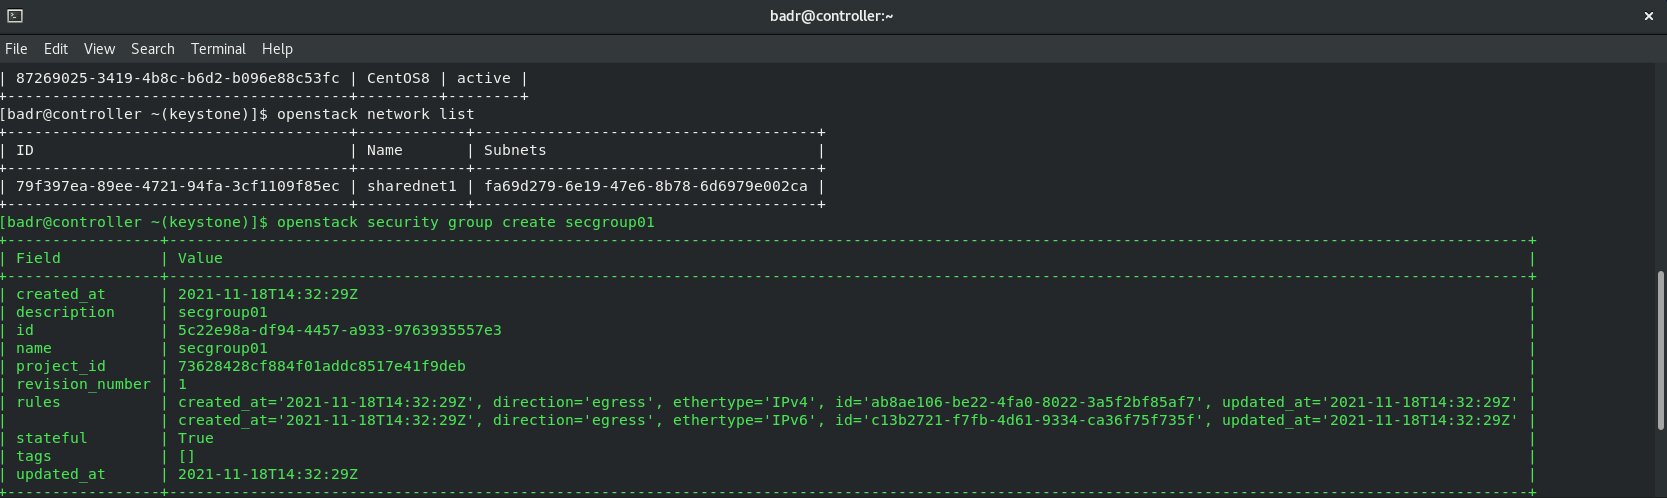 badr@controller:~
File Edit View Search Terminal Help
| 87269025-3419-4b8c-b6d2-b096e88c53fc | CentOS8 | active |
+--------------------------------------+---------+--------+
[badr@controller ~(keystone)]$ openstack network list
+--------------------------------------+------------+--------------------------------------+
| ID                                   | Name       | Subnets                              |
+--------------------------------------+------------+--------------------------------------+
| 79f397ea-89ee-4721-94fa-3cf1109f85ec | sharednet1 | fa69d279-6e19-47e6-8b78-6d6979e002ca |
+--------------------------------------+------------+--------------------------------------+
[badr@controller ~(keystone)]$ openstack security group create secgroup01
+-----------------+-------------------------------------------------------------------------------------------------------------------------------------------------------+
| Field           | Value                                                                                                                                                 |
+-----------------+-------------------------------------------------------------------------------------------------------------------------------------------------------+
| created_at      | 2021-11-18T14:32:29Z                                                                                                                                  |
| description     | secgroup01                                                                                                                                            |
| id              | 5c22e98a-df94-4457-a933-9763935557e3                                                                                                                  |
| name            | secgroup01                                                                                                                                            |
| project_id      | 73628428cf884f01addc8517e41f9deb                                                                                                                      |
| revision_number | 1                                                                                                                                                     |
| rules           | created_at='2021-11-18T14:32:29Z', direction='egress', ethertype='IPv4', id='ab8ae106-be22-4fa0-8022-3a5f2bf85af7', updated_at='2021-11-18T14:32:29Z' |
|                 | created_at='2021-11-18T14:32:29Z', direction='egress', ethertype='IPv6', id='c13b2721-f7fb-4d61-9334-ca36f75f735f', updated_at='2021-11-18T14:32:29Z' |
| stateful        | True                                                                                                                                                  |
| tags            | []                                                                                                                                                    |
| updated_at      | 2021-11-18T14:32:29Z                                                                                                                                  |
+-----------------+-------------------------------------------------------------------------------------------------------------------------------------------------------+